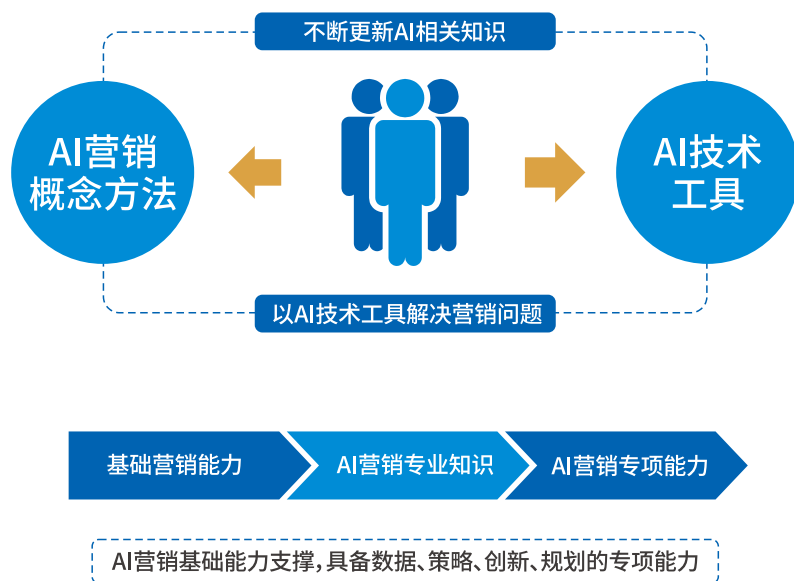 不断更新AI相关知识
AI营销
概念方法
AI技术
工具
以AI技术工具解决营销问题
基础营销能力
AI营销专业知识
AI营销专项能力
AI营销基础能力支撑，具备数据、策略、创新、规划的专项能力